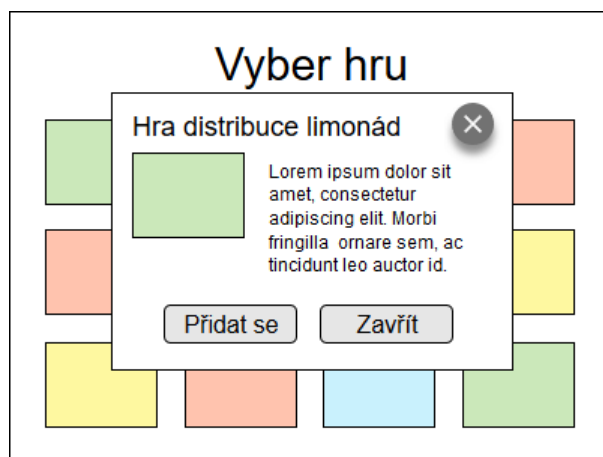 Vyber hru
Hra distribuce limonád
Lorem ipsum dolor sit
amet, consectetur
adipiscing elit. Morbi
fringilla  ornare sem, ac
tincidunt leo auctor id.
Přidat se
Zavřít